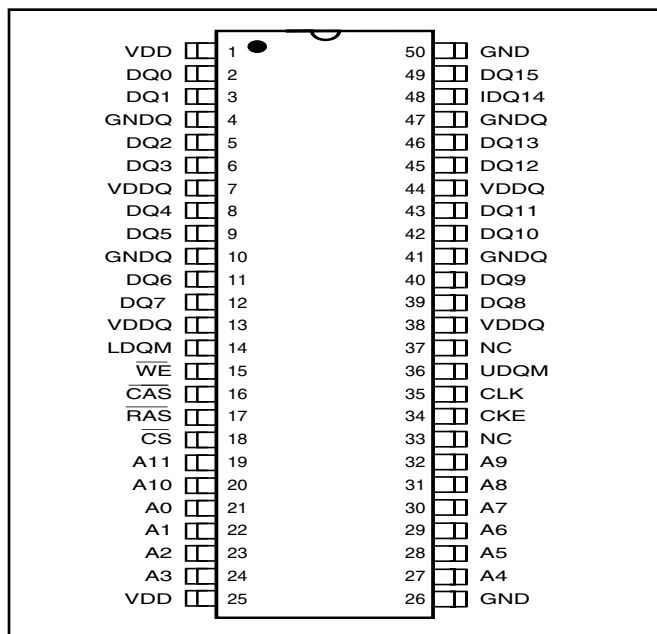 VDD 1 50 GND
DQ0 2 49 DQ15
DQ1 3 48 IDQ14
GNDQ 4 47 GNDQ
DQ2 5 46 DQ13
DQ3 6 45 DQ12
VDDQ 7 44 VDDQ
DQ4 8 43 DQ11
DQ5 9 42 DQ10
GNDQ 10 41 GNDQ
DQ6 11 40 DQ9
DQ7 12 39 DQ8
VDDQ 13 38 VDDQ
LDQM 14 37 NC
W̅E̅ 15 36 UDQM
C̅A̅S̅ 16 35 CLK
R̅A̅S̅ 17 34 CKE
C̅S̅ 18 33 NC
A11 19 32 A9
A10 20 31 A8
A0 21 30 A7
A1 22 29 A6
A2 23 28 A5
A3 24 27 A4
VDD 25 26 GND